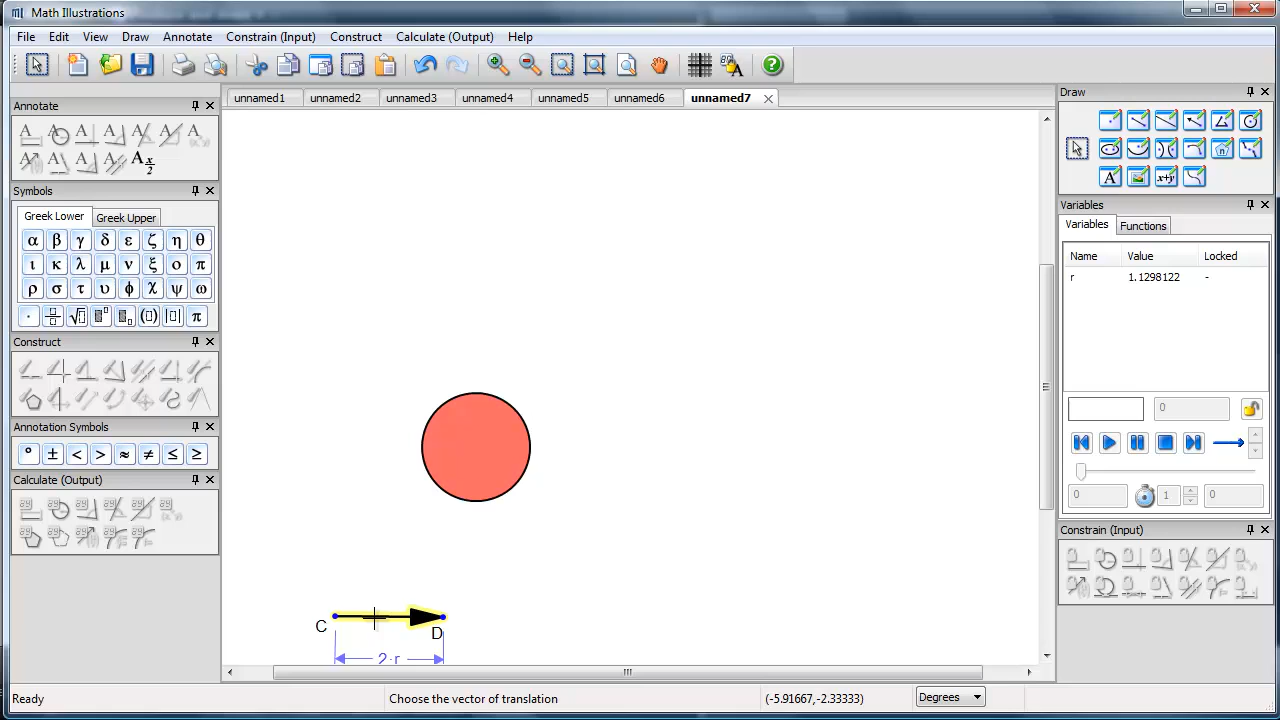 Math Illustrations
File Edit View Draw Annotate Constrain (Input) Construct Calculate (Output) Help
unnamed1 unnamed2 unnamed3 unnamed4 unnamed5 unnamed6 unnamed7
Annotate
Symbols
Greek Lower Greek Upper
α β γ δ ε ζ η θ
ι κ λ μ ν ξ ο π
ρ σ τ υ φ χ ψ ω
π
Construct
Annotation Symbols
° ± < > ≈ ≠ ≤ ≥
Calculate (Output)
C
D
2·r
Draw
Variables
Variables Functions
Name Value Locked
r 1.1298122 -
0
0 1 0
Constrain (Input)
Ready Choose the vector of translation (-5.91667,-2.33333) Degrees